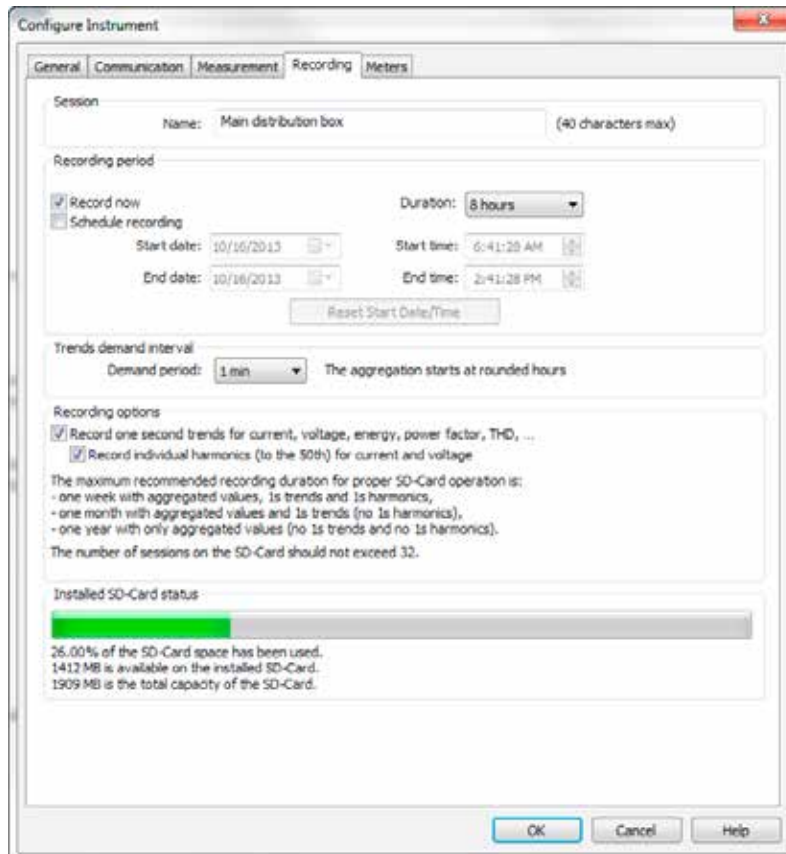 Configure Instrument
General Communication Measurement Recording Meters
Session
Name: Main distribution box (40 characters max)
Recording period
Record now Duration: 8 hours
Schedule recording
Start date: 10/16/2013 Start time: 6:41:28 AM
End date: 10/16/2013 End time: 2:41:28 PM
Reset Start Date/Time
Trends demand interval
Demand period: 1 min The aggregation starts at rounded hours
Recording options
Record one second trends for current, voltage, energy, power factor, THD, ...
Record individual harmonics (to the 50th) for current and voltage
The maximum recommended recording duration for proper SD-Card operation is:
- one week with aggregated values, 1s trends and 1s harmonics,
- one month with aggregated values and 1s trends (no 1s harmonics),
- one year with only aggregated values (no 1s trends and no 1s harmonics).
The number of sessions on the SD-Card should not exceed 32.
Installed SD-Card status
26.00% of the SD-Card space has been used.
1412 MB is available on the installed SD-Card.
1909 MB is the total capacity of the SD-Card.
OK Cancel Help